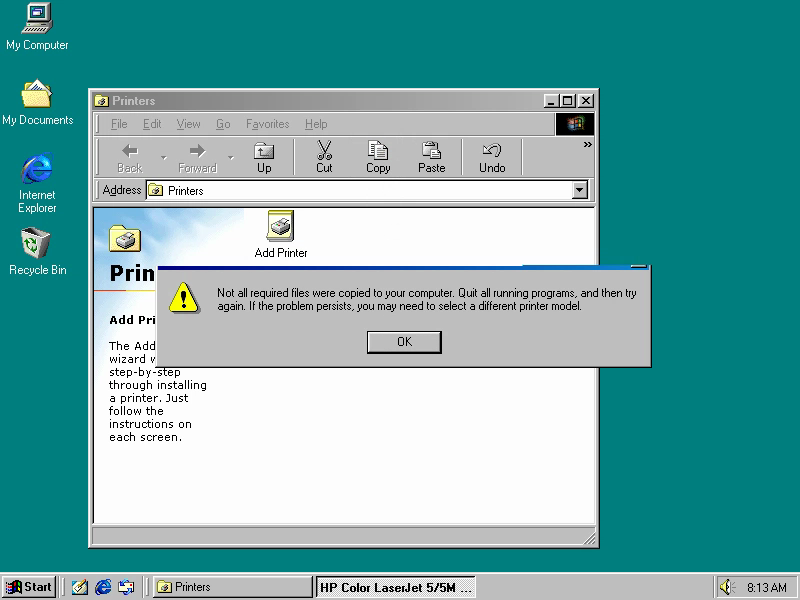 My Computer
My Documents
Internet
Explorer
Recycle Bin
Printers
File Edit View Go Favorites Help
Back Forward Up Cut Copy Paste Undo
Address Printers
Add Printer
Prin
Not all required files were copied to your computer. Quit all running programs, and then try
again. If the problem persists, you may need to select a different printer model.
OK
Add Pri
The Add
wizard w
step-by-step
through installing
a printer. Just
follow the
instructions on
each screen.
Start Printers HP Color LaserJet 5/5M ... 8:13 AM